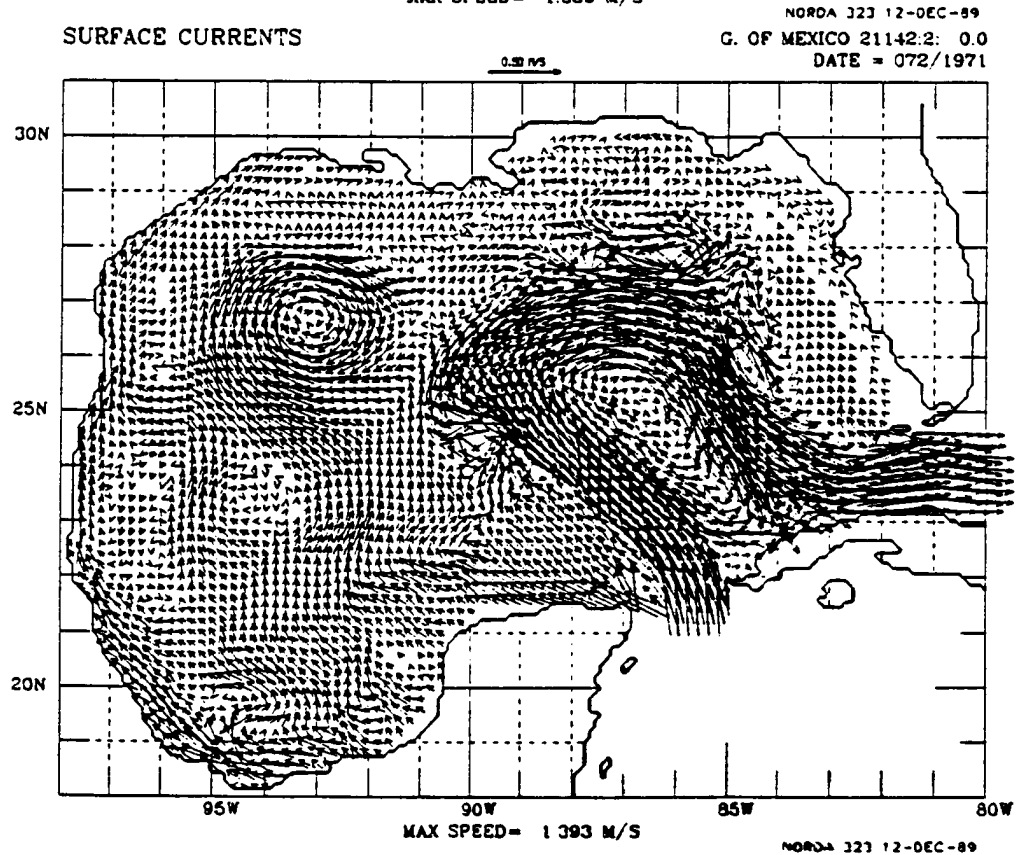 NORDA 323 12-DEC-89
SURFACE CURRENTS
G. OF MEXICO 21142:2: 0.0
DATE = 072/1971
0.50 M/S
30N
25N
20N
95W
90W
85W
80W
MAX SPEED= 1.393 M/S
NORDA 323 12-DEC-89